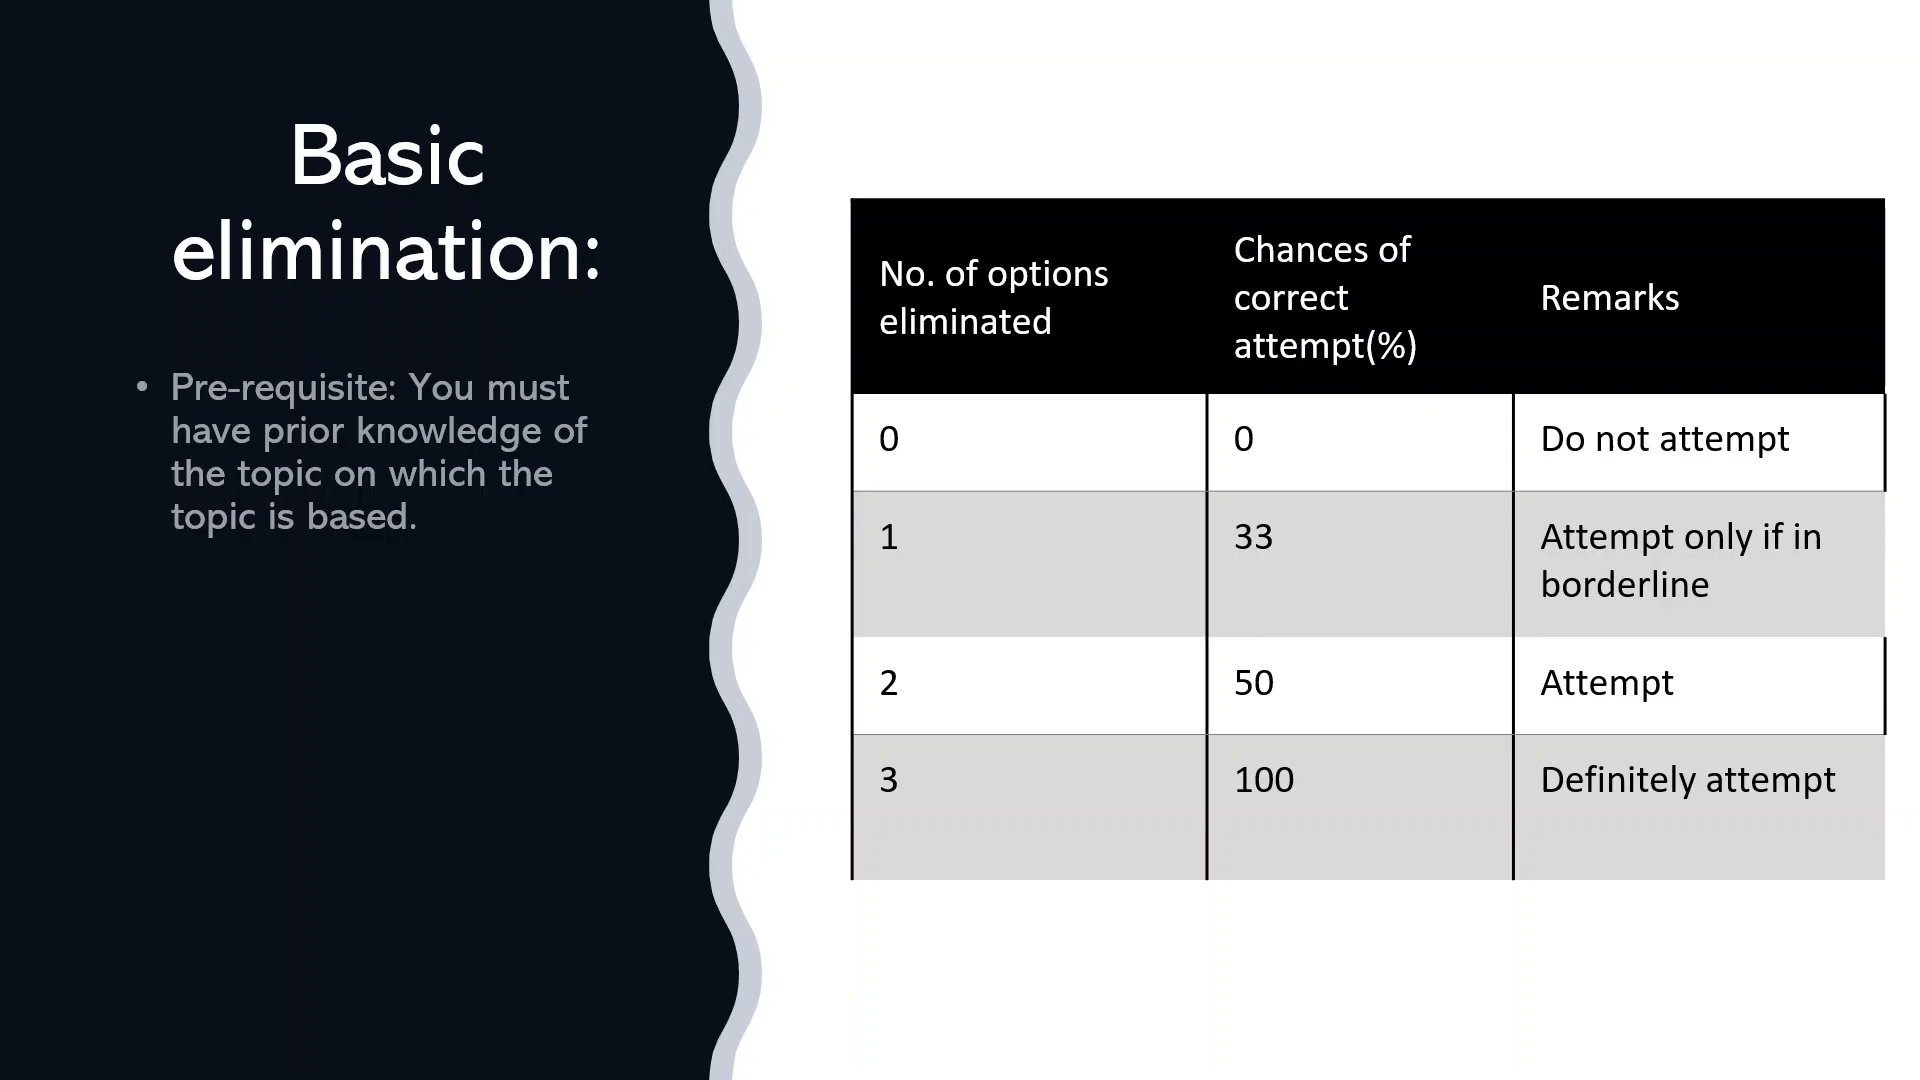 Basic
elimination:
• Pre-requisite: You must
have prior knowledge of
the topic on which the
topic is based.
No. of options
eliminated
Chances of
correct
attempt(%)
Remarks
0
0
Do not attempt
1
33
Attempt only if in
borderline
2
50
Attempt
3
100
Definitely attempt